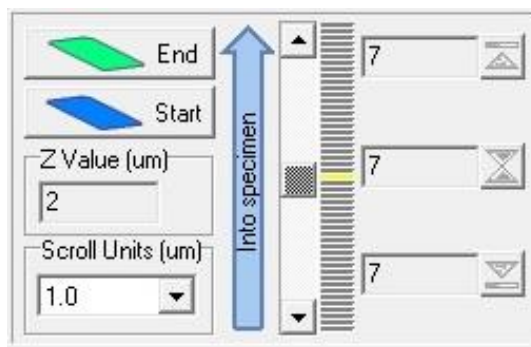 End
Start
Z Value (um)
2
Scroll Units (um)
1.0
Into specimen
7
7
7